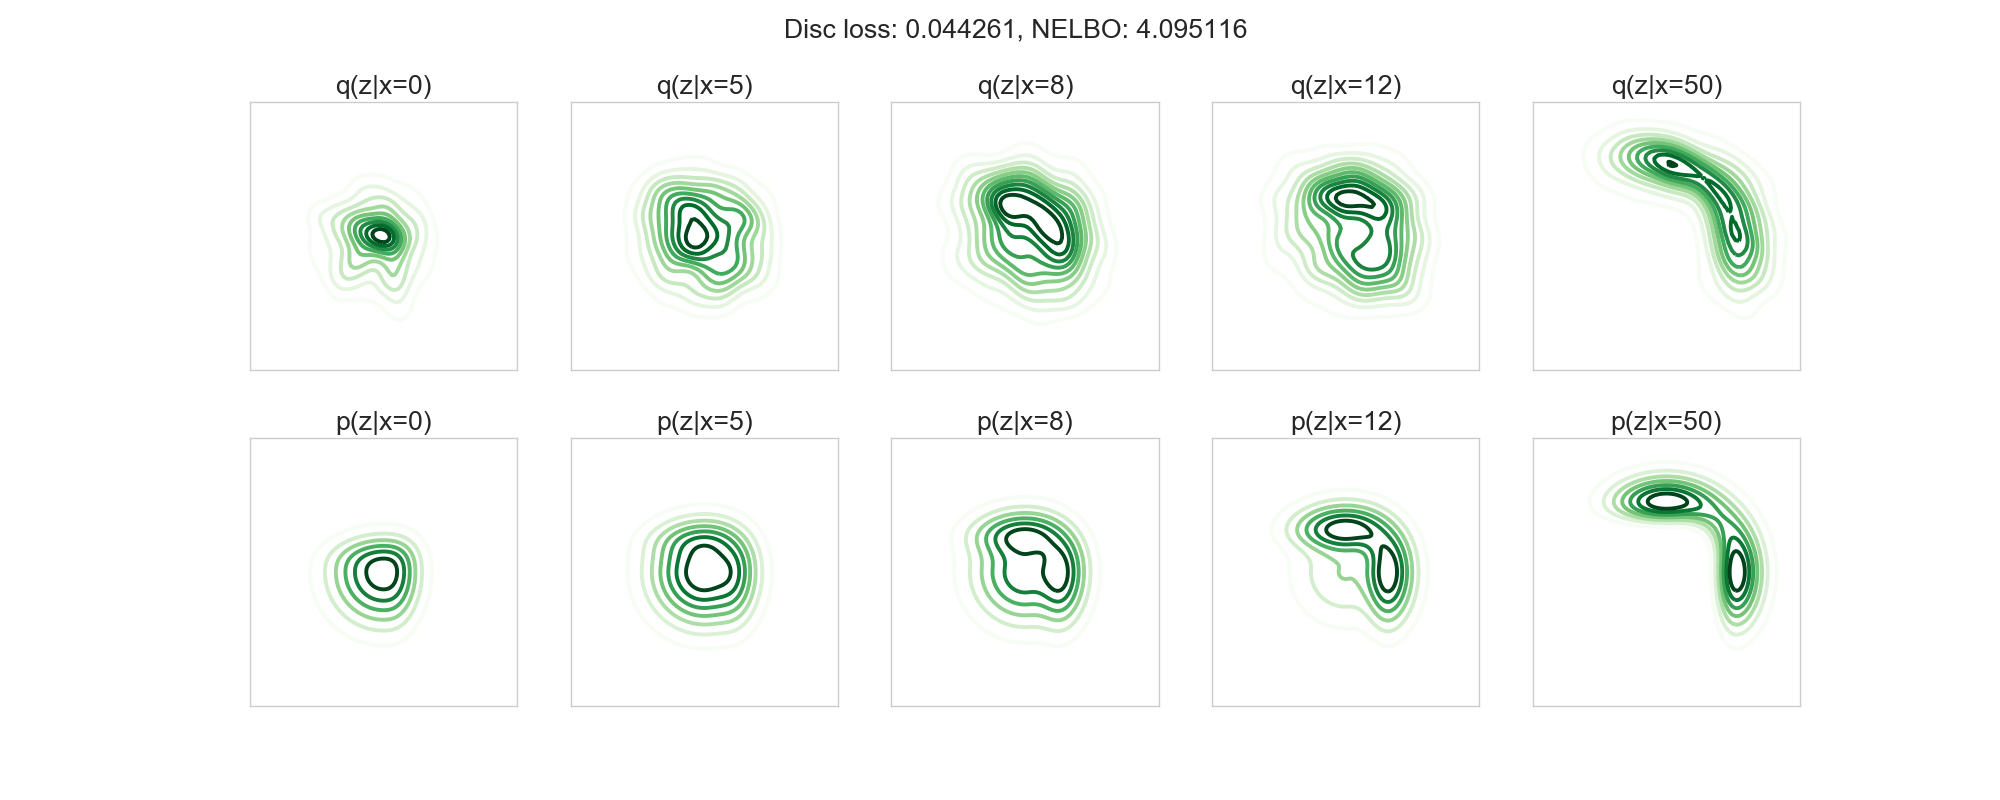 Disc loss: 0.044261, NELBO: 4.095116
q(z|x=0) q(z|x=5) q(z|x=8) q(z|x=12) q(z|x=50)
p(z|x=0) p(z|x=5) p(z|x=8) p(z|x=12) p(z|x=50)